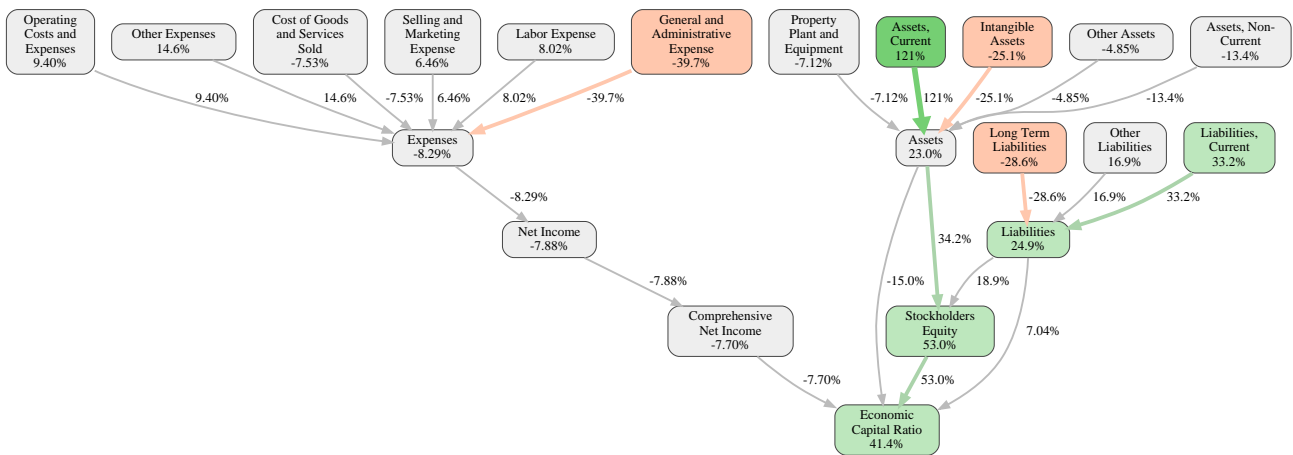 Operating
Costs and
Expenses
9.40%
Other Expenses
14.6%
Cost of Goods
and Services
Sold
-7.53%
Selling and
Marketing
Expense
6.46%
Labor Expense
8.02%
General and
Administrative
Expense
-39.7%
Property
Plant and
Equipment
-7.12%
Assets,
Current
121%
Intangible
Assets
-25.1%
Other Assets
-4.85%
Assets, Non-
Current
-13.4%
9.40%
14.6%
-7.53%
6.46%
8.02%
-39.7%
-7.12%
121%
-25.1%
-4.85%
-13.4%
Expenses
-8.29%
Assets
23.0%
Long Term
Liabilities
-28.6%
Other
Liabilities
16.9%
Liabilities,
Current
33.2%
-8.29%
-28.6%
16.9%
33.2%
Net Income
-7.88%
34.2%
Liabilities
24.9%
-7.88%
-15.0%
18.9%
Comprehensive
Net Income
-7.70%
Stockholders
Equity
53.0%
7.04%
-7.70%
53.0%
Economic
Capital Ratio
41.4%